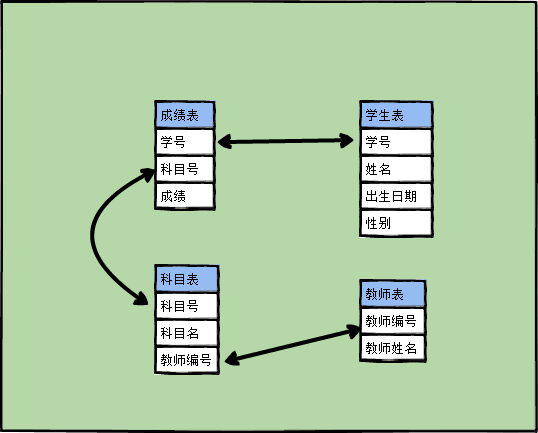 成绩表
学号
科目号
成绩
学生表
学号
姓名
出生日期
性别
科目表
科目号
科目名
教师编号
教师表
教师编号
教师姓名